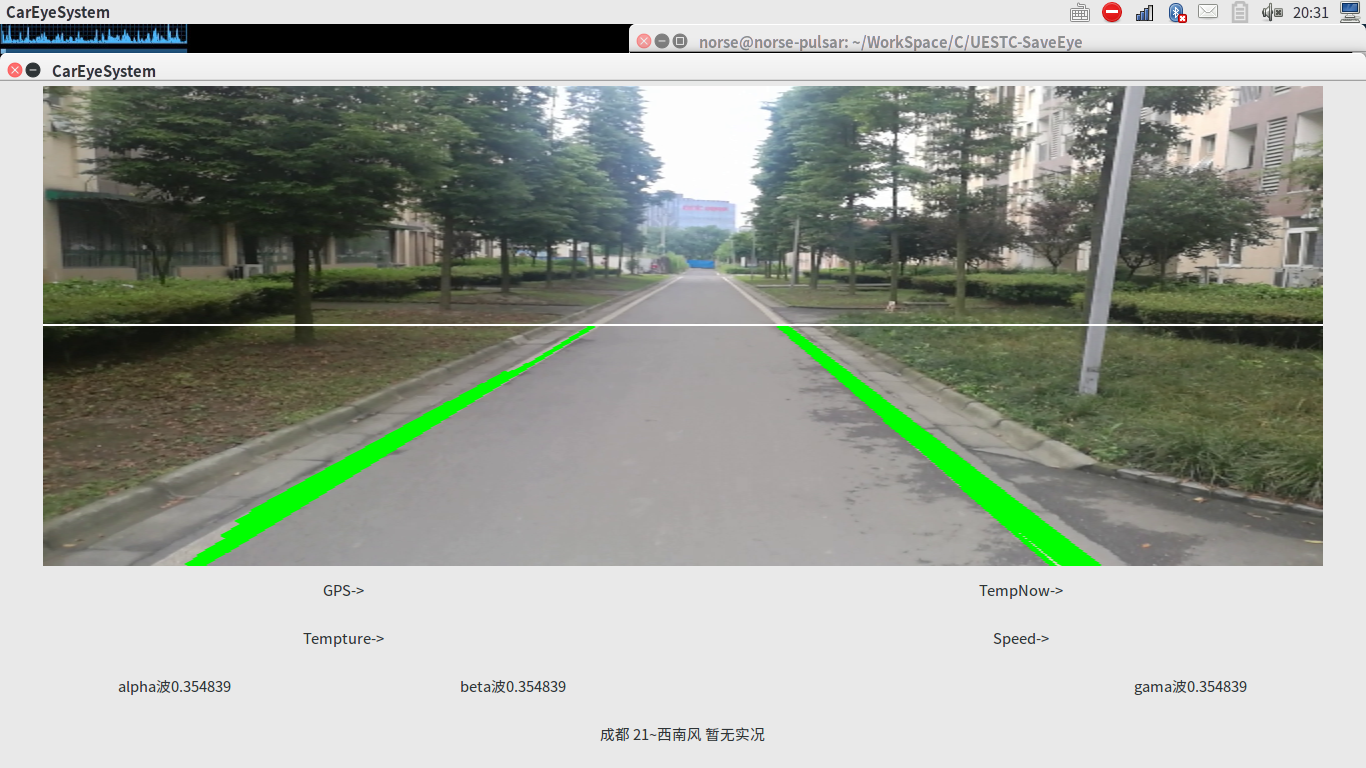 CarEyeSystem
20:31
norse@norse-pulsar: ~/WorkSpace/C/UESTC-SaveEye
CarEyeSystem
GPS->
TempNow->
Tempture->
Speed->
alpha波0.354839
beta波0.354839
gama波0.354839
成都 21~西南风 暂无实况